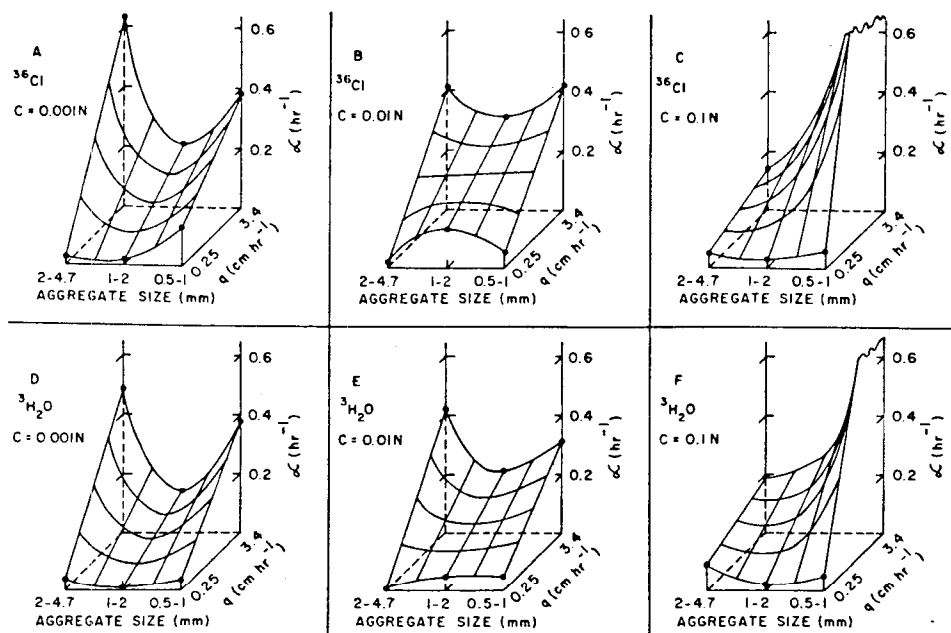 A
³⁶Cl
C = 0.001N
0.6
0.4
0.2
α (hr⁻¹)
3.4
0.25
q (cm hr⁻¹)
2-4.7 1-2 0.5-1
AGGREGATE SIZE (mm)
B
³⁶Cl
C = 0.01N
0.6
0.4
0.2
α (hr⁻¹)
3.4
0.25
q (cm hr⁻¹)
2-4.7 1-2 0.5-1
AGGREGATE SIZE (mm)
C
³⁶Cl
C = 0.1N
0.6
0.4
0.2
α (hr⁻¹)
3.4
0.25
q (cm hr⁻¹)
2-4.7 1-2 0.5-1
AGGREGATE SIZE (mm)
D
³H₂O
C = 0.001N
0.6
0.4
0.2
α (hr⁻¹)
3.4
0.25
q (cm hr⁻¹)
2-4.7 1-2 0.5-1
AGGREGATE SIZE (mm)
E
³H₂O
C = 0.01N
0.6
0.4
0.2
α (hr⁻¹)
3.4
0.25
q (cm hr⁻¹)
2-4.7 1-2 0.5-1
AGGREGATE SIZE (mm)
F
³H₂O
C = 0.1N
0.6
0.4
0.2
α (hr⁻¹)
3.4
0.25
q (cm hr⁻¹)
2-4.7 1-2 0.5-1
AGGREGATE SIZE (mm)